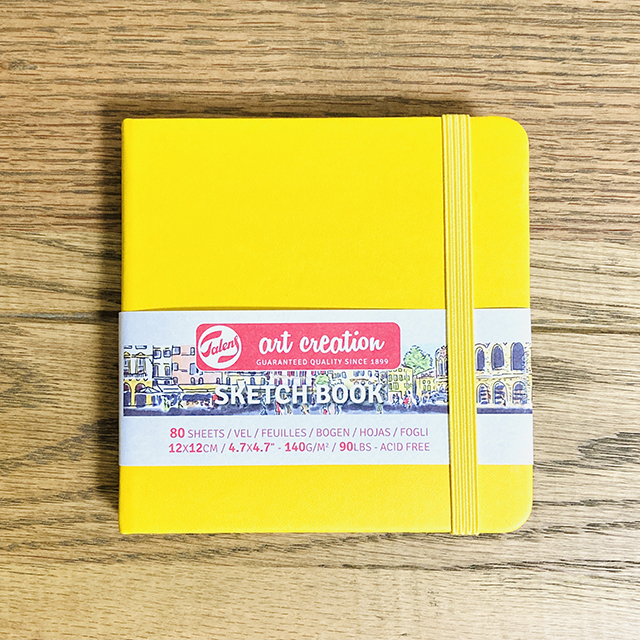 Talens
art creation
GUARANTEED QUALITY SINCE 1899
SKETCH BOOK
80 SHEETS / VEL / FEUILLES / BOGEN / HOJAS / FOGLI
12X12CM / 4.7X4.7" - 140G/M² / 90LBS - ACID FREE